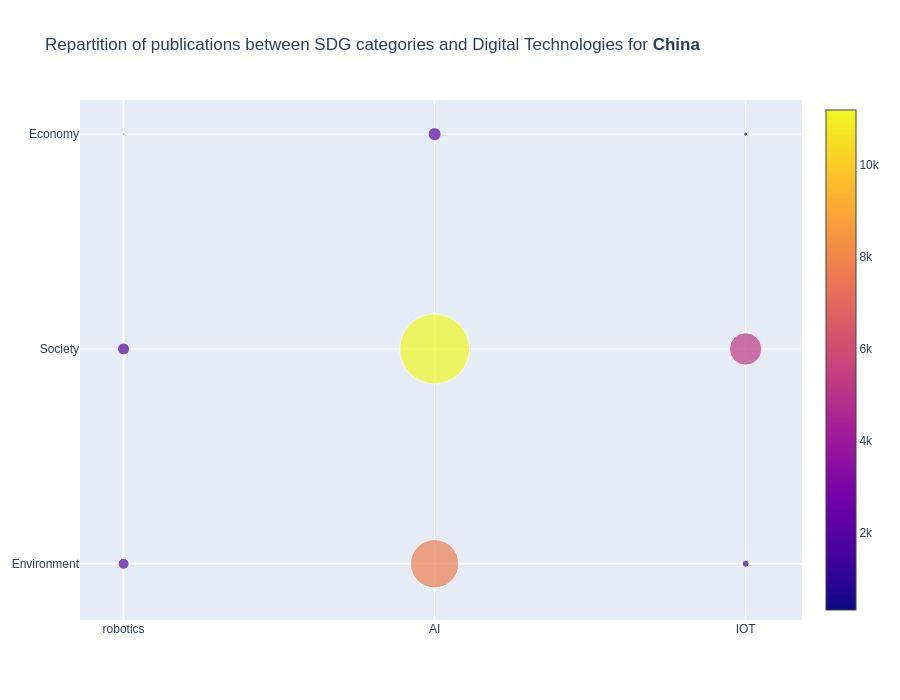 Repartition of publications between SDG categories and Digital Technologies for China
Economy
Society
Environment
robotics
AI
IOT
10k
8k
6k
4k
2k